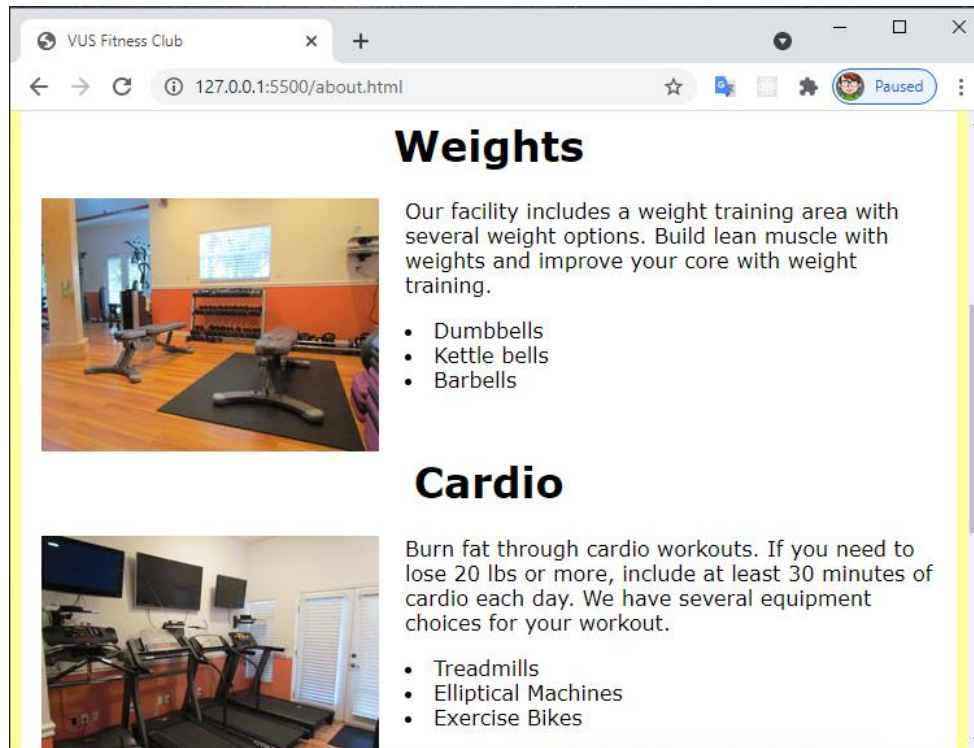 VUS Fitness Club
127.0.0.1:5500/about.html
Paused
Weights
Our facility includes a weight training area with
several weight options. Build lean muscle with
weights and improve your core with weight
training.
Dumbbells
Kettle bells
Barbells
Cardio
Burn fat through cardio workouts. If you need to
lose 20 lbs or more, include at least 30 minutes of
cardio each day. We have several equipment
choices for your workout.
Treadmills
Elliptical Machines
Exercise Bikes